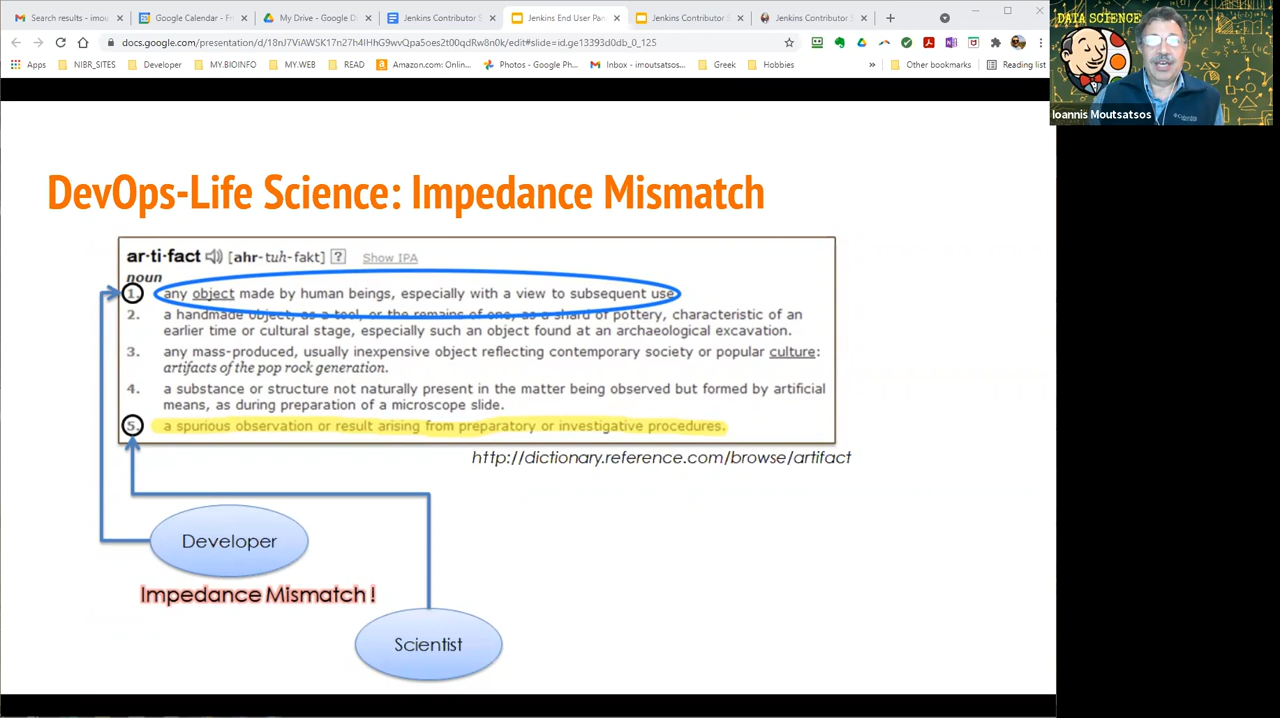 Search results - imou
Google Calendar - Fri
My Drive - Google D
Jenkins Contributor S
Jenkins End User Pan
Jenkins Contributor S
Jenkins Contributor S
docs.google.com/presentation/d/18nJ7ViAWSK17n27h4IHhG9wvQpa5oes2t00qdRw8n0k/edit#slide=id.ge13393d0db_0_125
Apps
NIBR_SITES
Developer
MY.BIOINFO
MY.WEB
READ
Amazon.com: Onlin...
Photos - Google Ph...
Inbox - imoutsatsos...
Greek
Hobbies
»
Other bookmarks
Reading list
DATA SCIENCE
Ioannis Moutsatsos
DevOps-Life Science: Impedance Mismatch
ar·ti·fact [ahr-tuh-fakt] ? Show IPA
noun
1. any object made by human beings, especially with a view to subsequent use
2. a handmade object, as a tool, or the remains of one, as a shard of pottery, characteristic of an
earlier time or cultural stage, especially such an object found at an archaeological excavation.
3. any mass-produced, usually inexpensive object reflecting contemporary society or popular culture:
artifacts of the pop rock generation.
4. a substance or structure not naturally present in the matter being observed but formed by artificial
means, as during preparation of a microscope slide.
5. a spurious observation or result arising from preparatory or investigative procedures.
http://dictionary.reference.com/browse/artifact
Developer
Impedance Mismatch !
Scientist